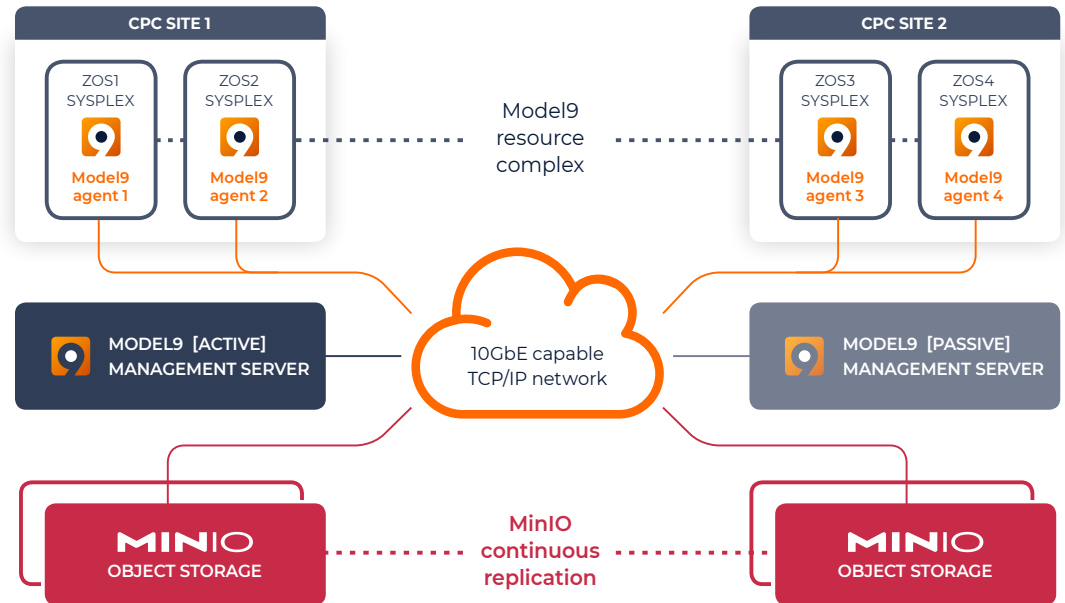 CPC SITE 1
ZOS1
SYSPLEX
Model9
agent 1
ZOS2
SYSPLEX
Model9
agent 2
Model9
resource
complex
CPC SITE 2
ZOS3
SYSPLEX
Model9
agent 3
ZOS4
SYSPLEX
Model9
agent 4
MODEL9 [ACTIVE]
MANAGEMENT SERVER
10GbE capable
TCP/IP network
MODEL9 [PASSIVE]
MANAGEMENT SERVER
MINIO
OBJECT STORAGE
MinIO
continuous
replication
MINIO
OBJECT STORAGE